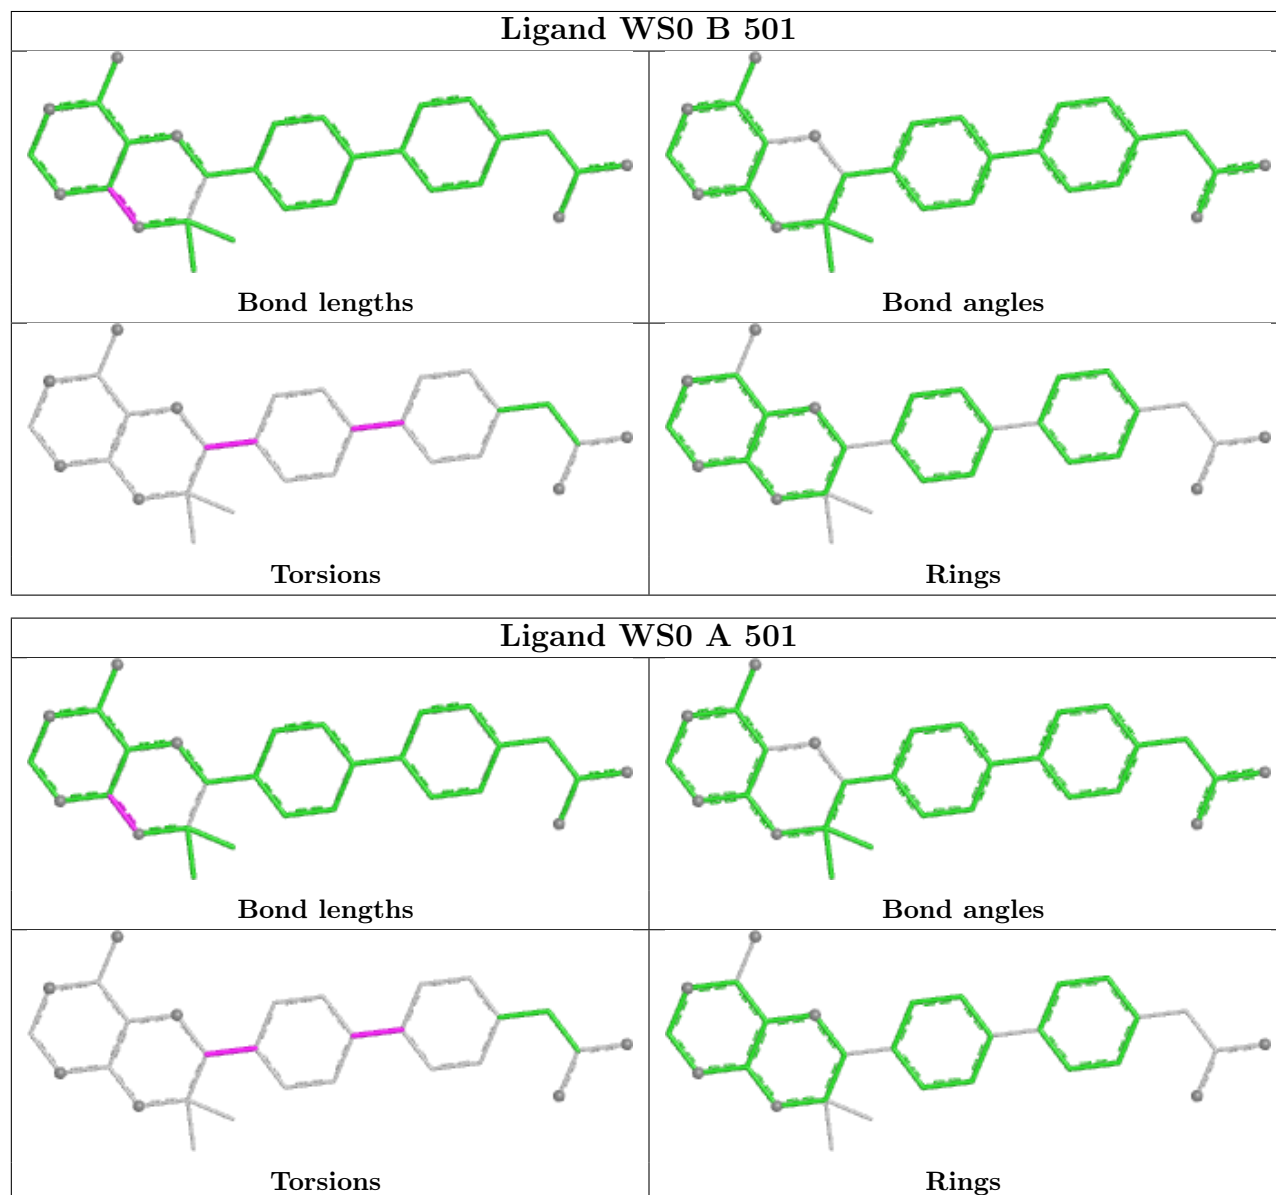 Ligand WS0 B 501
Bond lengths
Bond angles
Torsions
Rings
Ligand WS0 A 501
Bond lengths
Bond angles
Torsions
Rings